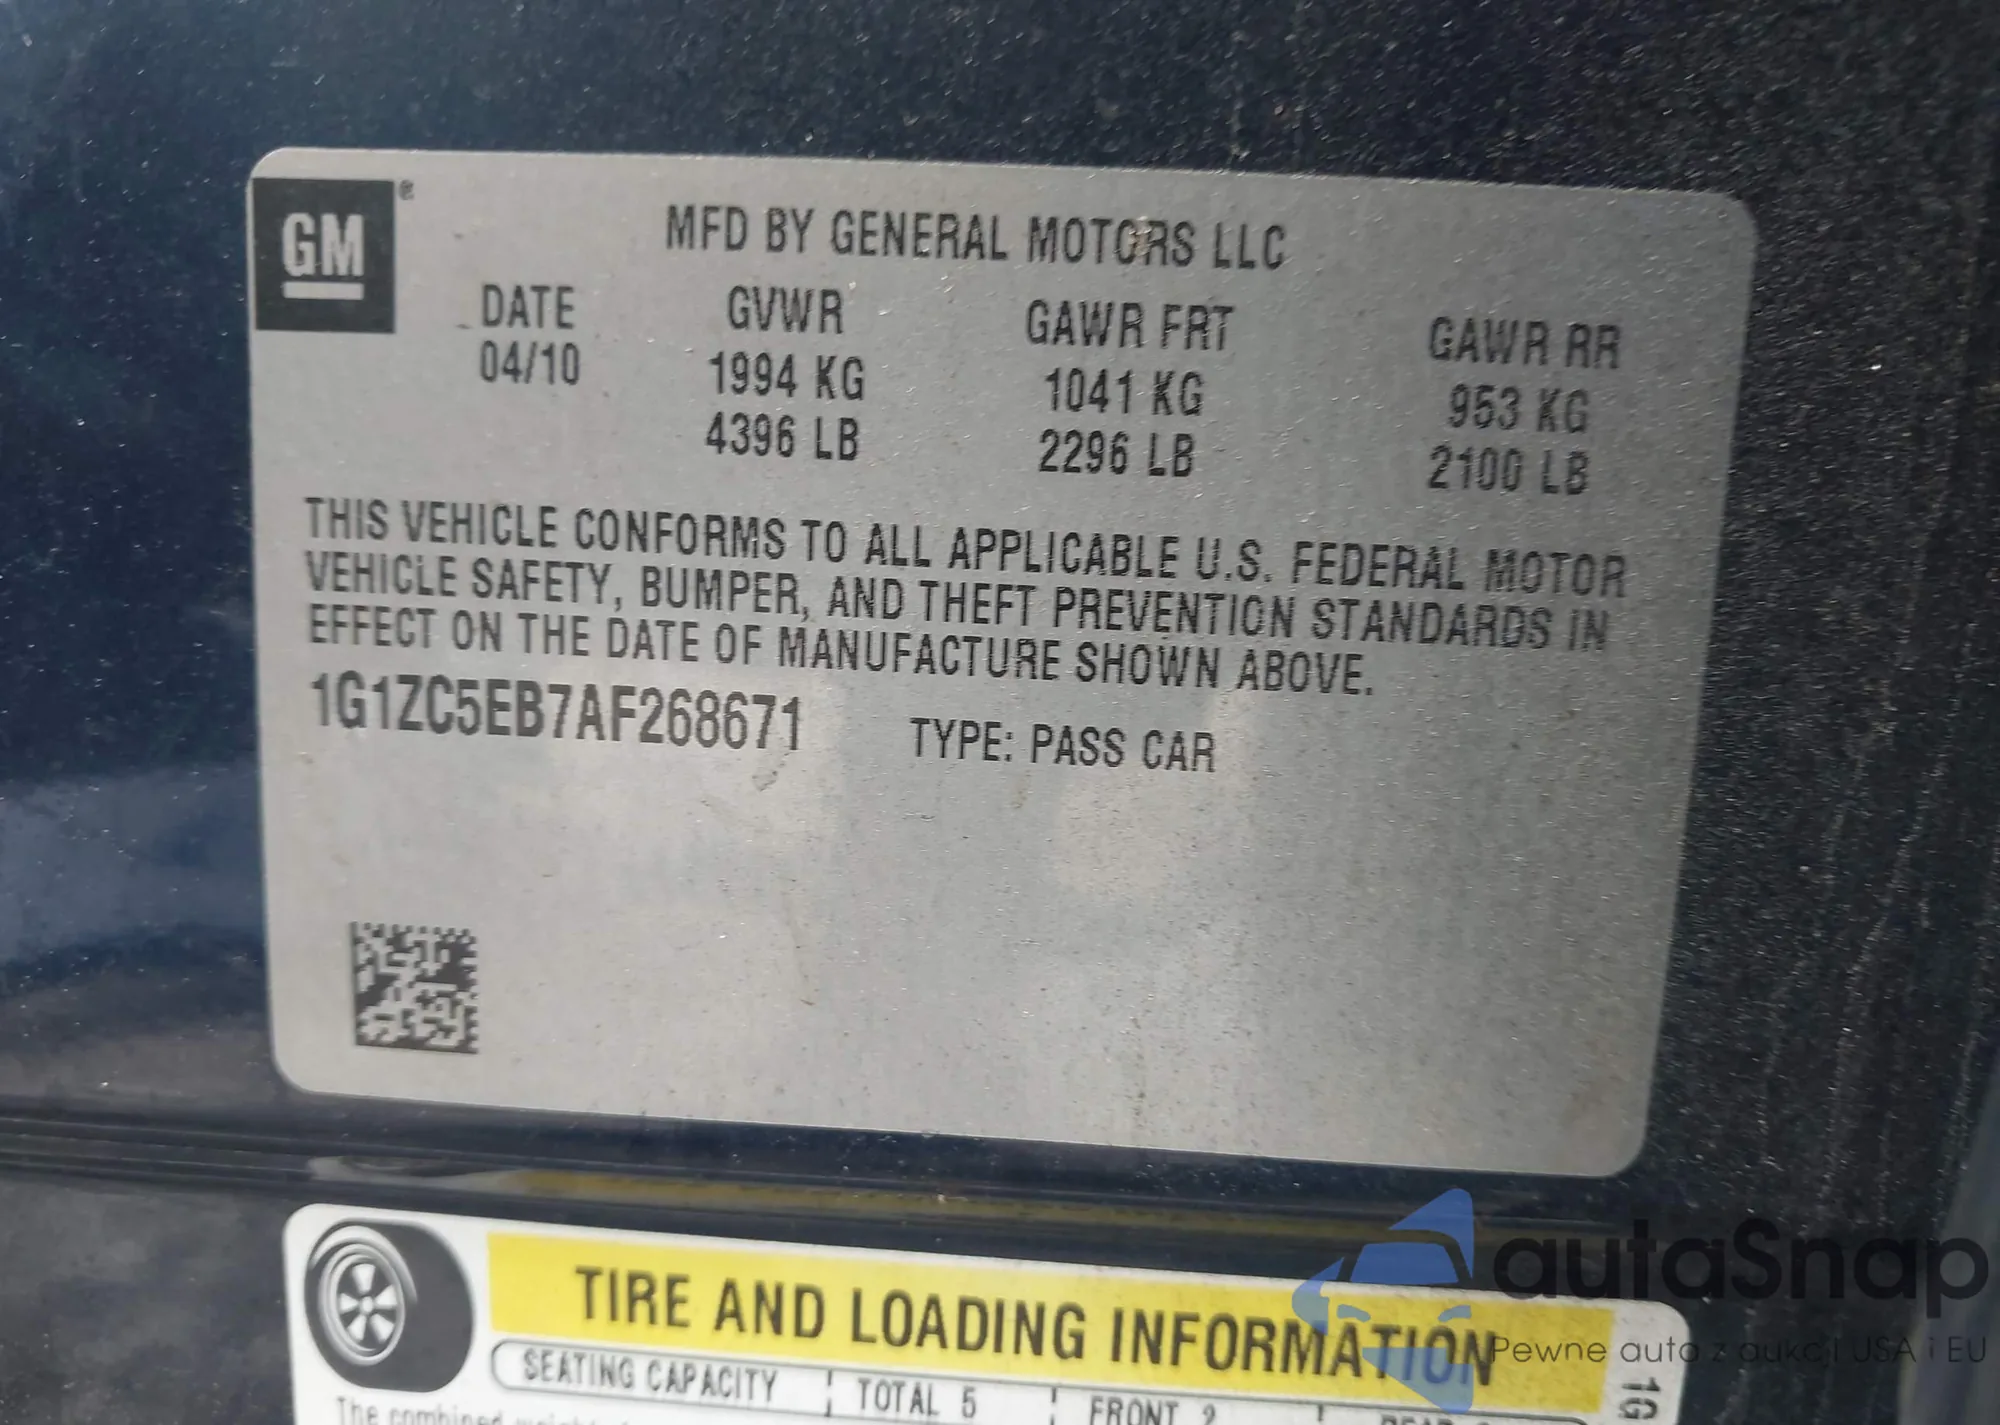 GM®
MFD BY GENERAL MOTORS LLC
DATE GVWR GAWR FRT GAWR RR
04/10 1994 KG 1041 KG 953 KG
4396 LB 2296 LB 2100 LB
THIS VEHICLE CONFORMS TO ALL APPLICABLE U.S. FEDERAL MOTOR
VEHICLE SAFETY, BUMPER, AND THEFT PREVENTION STANDARDS IN
EFFECT ON THE DATE OF MANUFACTURE SHOWN ABOVE.
1G1ZC5EB7AF268671 TYPE: PASS CAR
TIRE AND LOADING INFORMATION
SEATING CAPACITY TOTAL 5 FRONT 2
The combined
1G
autaSnap
Pewne auta z aukcji USA i EU